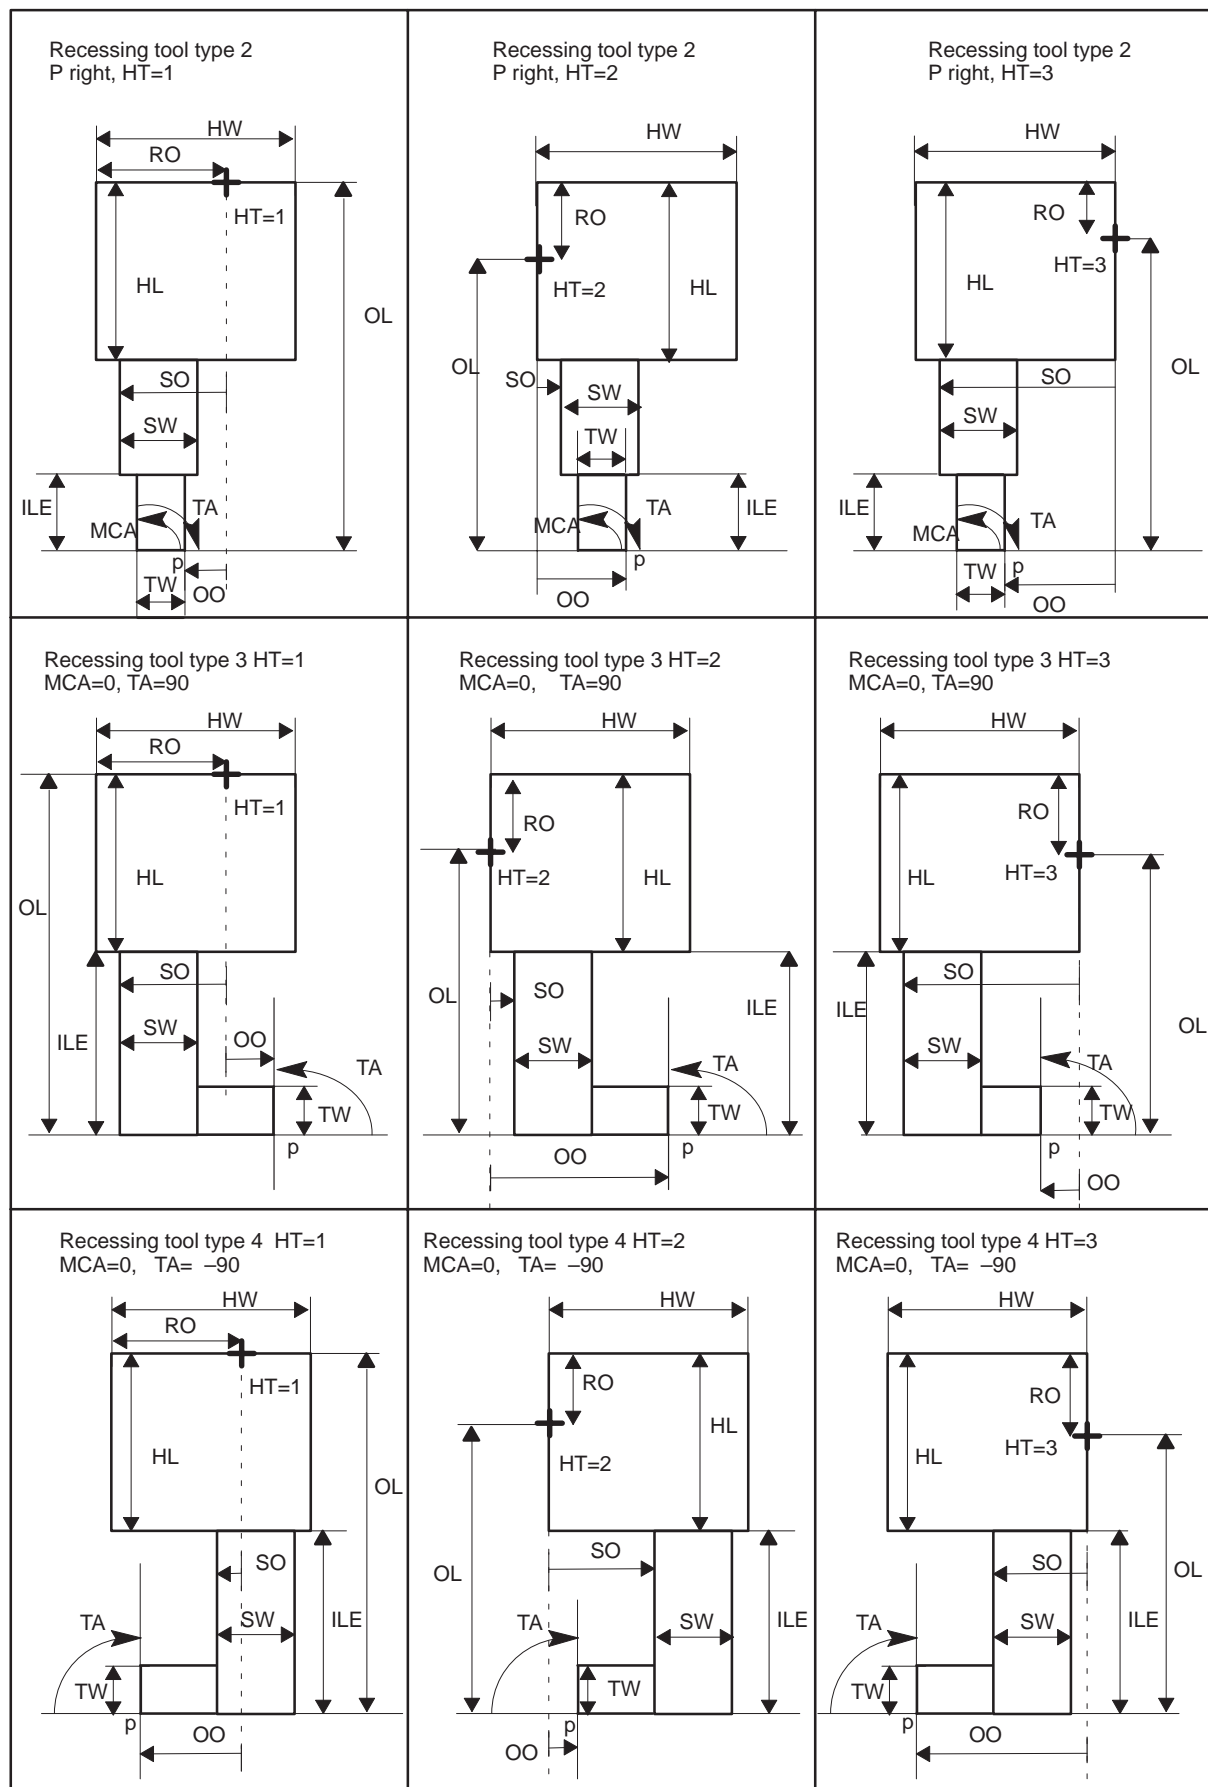 Recessing tool type 2
P right, HT=1
HW
RO
HT=1
HL
OL
SO
SW
ILE
TA
MCA
p
TW
OO
Recessing tool type 2
P right, HT=2
HW
RO
HT=2
HL
OL
SO
SW
TW
TA
ILE
MCA
p
OO
Recessing tool type 2
P right, HT=3
HW
RO
HT=3
HL
OL
SO
SW
ILE
TA
MCA
p
TW
OO
Recessing tool type 3 HT=1
MCA=0, TA=90
HW
RO
HT=1
HL
OL
SO
SW
ILE
OO
TA
TW
p
Recessing tool type 3 HT=2
MCA=0, TA=90
HW
RO
HT=2
HL
OL
SO
ILE
SW
TA
TW
p
OO
Recessing tool type 3 HT=3
MCA=0, TA=90
HW
RO
HT=3
HL
SO
ILE
OL
SW
TA
TW
p
OO
Recessing tool type 4 HT=1
MCA=0, TA= –90
HW
RO
HT=1
HL
OL
SO
TA
SW
ILE
TW
p
OO
Recessing tool type 4 HT=2
MCA=0, TA= –90
HW
RO
HL
HT=2
SO
OL
TA
SW
ILE
TW
p
OO
Recessing tool type 4 HT=3
MCA=0, TA= –90
HW
RO
HT=3
HL
SO
OL
TA
SW
ILE
TW
p
OO